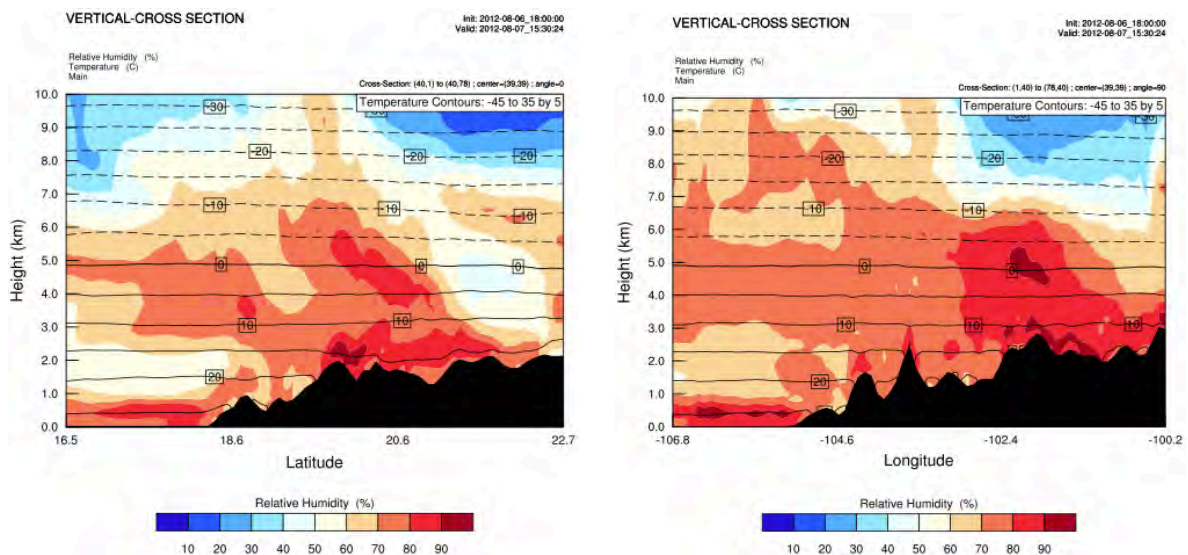 VERTICAL-CROSS SECTION
Init: 2012-08-06_18:00:00
Valid: 2012-08-07_15:30:24
Relative Humidity (%)
Temperature (C)
Main
Cross-Section: (40,1) to (40,78) ; center=(39,39) ; angle=0
Temperature Contours: -45 to 35 by 5
10.0
9.0
8.0
7.0
6.0
5.0
4.0
3.0
2.0
1.0
0.0
Height (km)
-30
-20
-20
-20
-10
-10
-10
0
0
0
10
10
20
16.5 18.6 20.6 22.7
Latitude
Relative Humidity (%)
10 20 30 40 50 60 70 80 90
VERTICAL-CROSS SECTION
Init: 2012-08-06_18:00:00
Valid: 2012-08-07_15:30:24
Relative Humidity (%)
Temperature (C)
Main
Cross-Section: (1,40) to (78,40) ; center=(39,39) ; angle=90
Temperature Contours: -45 to 35 by 5
10.0
9.0
8.0
7.0
6.0
5.0
4.0
3.0
2.0
1.0
0.0
Height (km)
-30
-20
-20
-10
-10
0
0
10
10
10
20
-106.8 -104.6 -102.4 -100.2
Longitude
Relative Humidity (%)
10 20 30 40 50 60 70 80 90